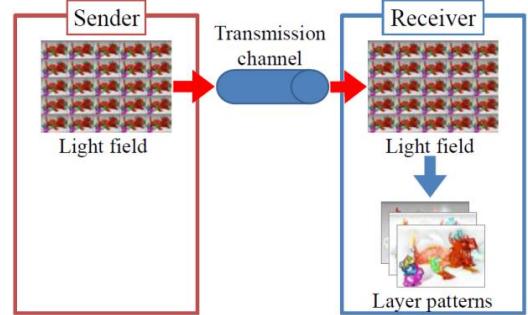 Sender
Receiver
Transmission
channel
Light field
Light field
Layer patterns